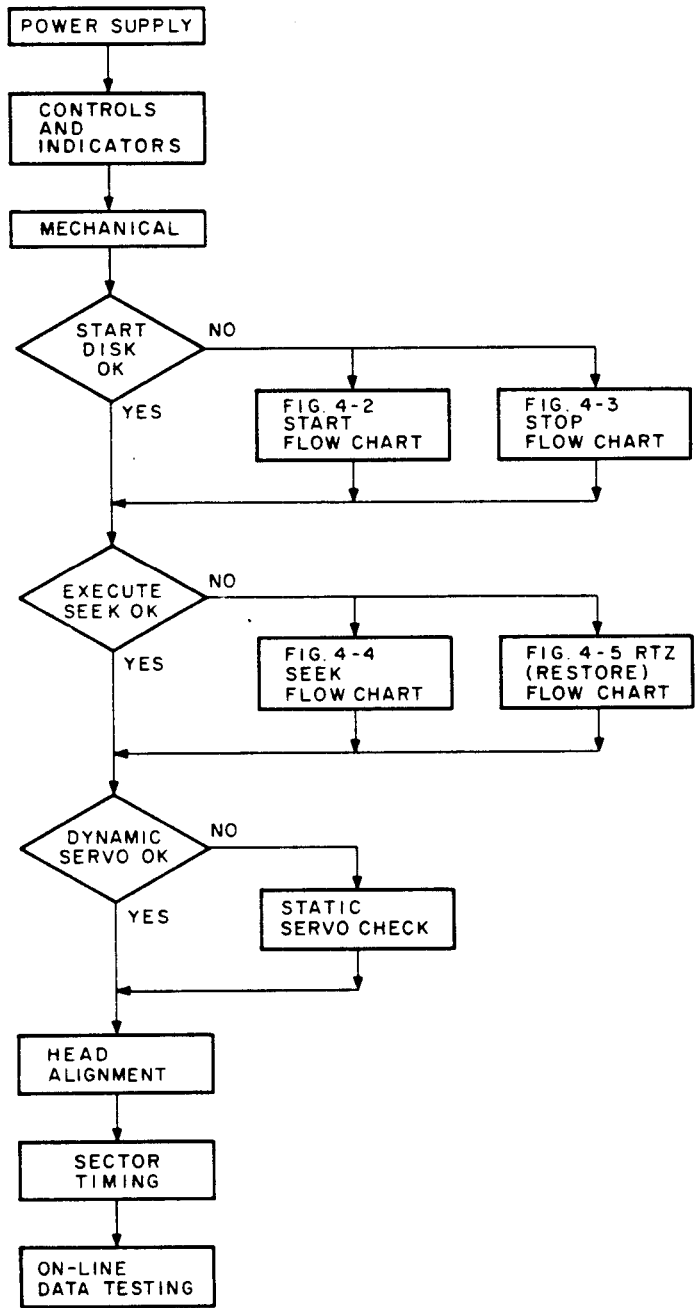 POWER SUPPLY
CONTROLS
AND
INDICATORS
MECHANICAL
START
DISK
OK
NO
YES
FIG. 4-2
START
FLOW CHART
FIG. 4-3
STOP
FLOW CHART
EXECUTE
SEEK OK
NO
YES
FIG. 4-4
SEEK
FLOW CHART
FIG. 4-5 RTZ
(RESTORE)
FLOW CHART
DYNAMIC
SERVO OK
NO
YES
STATIC
SERVO CHECK
HEAD
ALIGNMENT
SECTOR
TIMING
ON-LINE
DATA TESTING